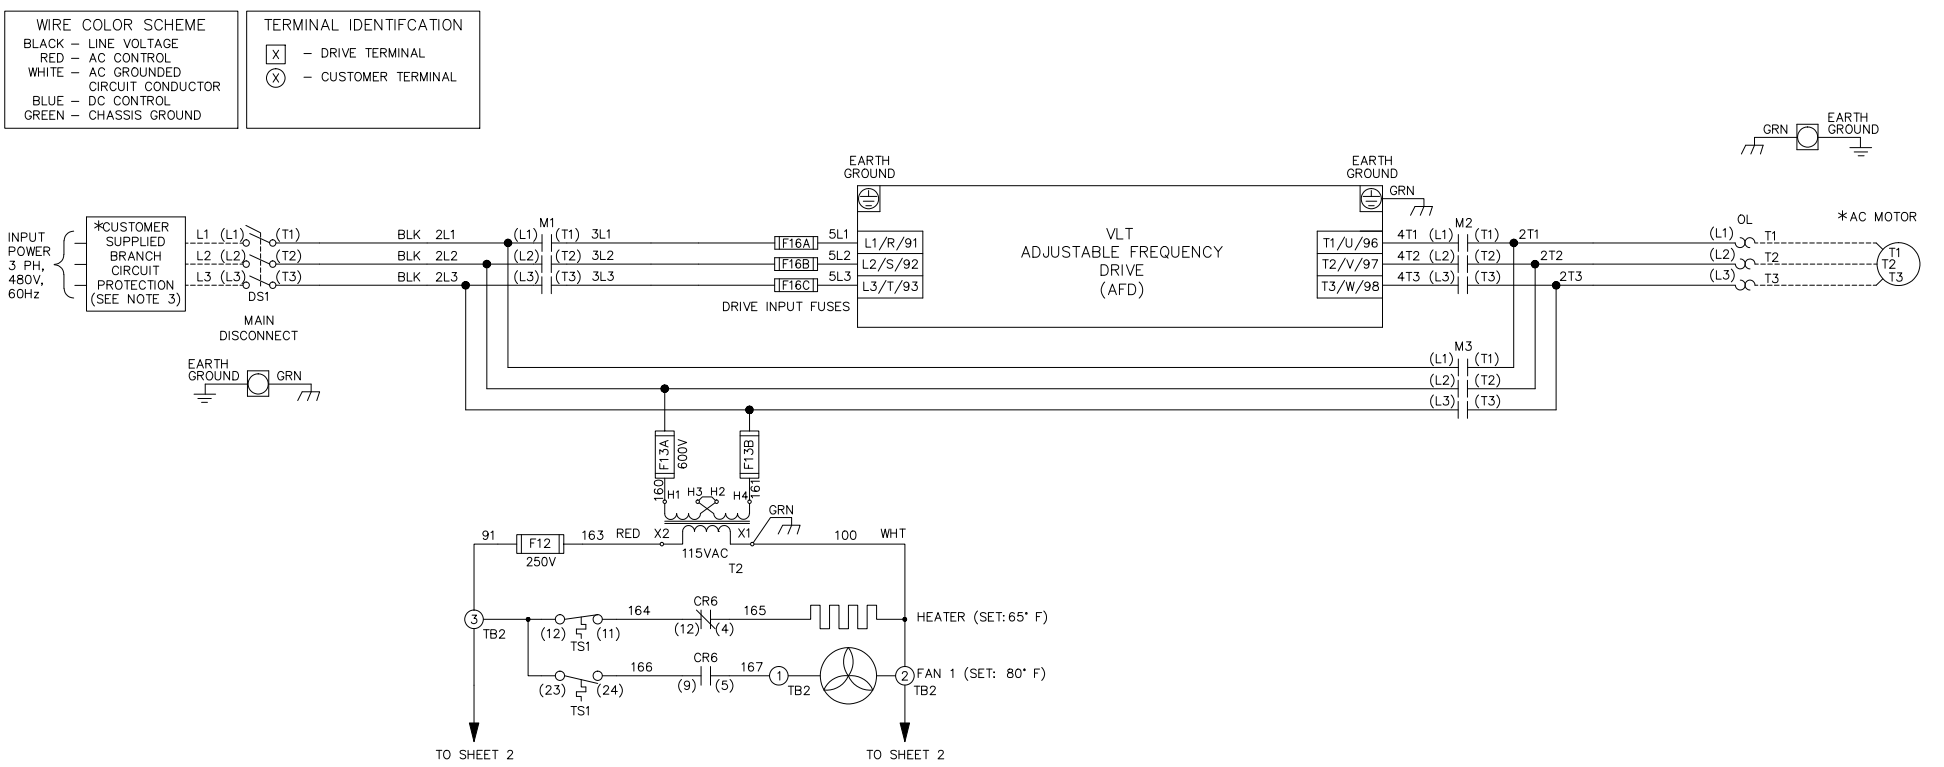 WIRE COLOR SCHEME
BLACK – LINE VOLTAGE
RED – AC CONTROL
WHITE – AC GROUNDED
CIRCUIT CONDUCTOR
BLUE – DC CONTROL
GREEN – CHASSIS GROUND
TERMINAL IDENTIFCATION
X – DRIVE TERMINAL
X – CUSTOMER TERMINAL
INPUT
POWER
3 PH,
480V,
60Hz
*CUSTOMER
SUPPLIED
BRANCH
CIRCUIT
PROTECTION
(SEE NOTE 3)
L1 (L1) (T1) BLK 2L1 (L1) M1 (T1) 3L1 F16A 5L1 L1/R/91
L2 (L2) (T2) BLK 2L2 (L2) (T2) 3L2 F16B 5L2 L2/S/92
L3 (L3) (T3) BLK 2L3 (L3) (T3) 3L3 F16C 5L3 L3/T/93
DS1
MAIN
DISCONNECT
DRIVE INPUT FUSES
EARTH
GROUND
VLT
ADJUSTABLE FREQUENCY
DRIVE
(AFD)
EARTH
GROUND
GRN
T1/U/96 4T1 (L1) M2 (T1) 2T1 (L1) OL T1
T2/V/97 4T2 (L2) (T2) 2T2 (L2) T2
T3/W/98 4T3 (L3) (T3) 2T3 (L3) T3
GRN
EARTH
GROUND
*AC MOTOR
T1
T2
T3
EARTH
GROUND
GRN
M3
(L1) (T1)
(L2) (T2)
(L3) (T3)
F13A
600V
F13B
160
161
H1 H3 H2 H4
GRN
91 F12 163 RED X2 X1 100 WHT
250V
115VAC
T2
3
TB2
(12) (11)
TS1
164
CR6
(12) (4)
165
HEATER (SET:65° F)
(23) (24)
TS1
166
CR6
(9) (5)
167
1
TB2
2
TB2
FAN 1 (SET: 80° F)
TO SHEET 2
TO SHEET 2